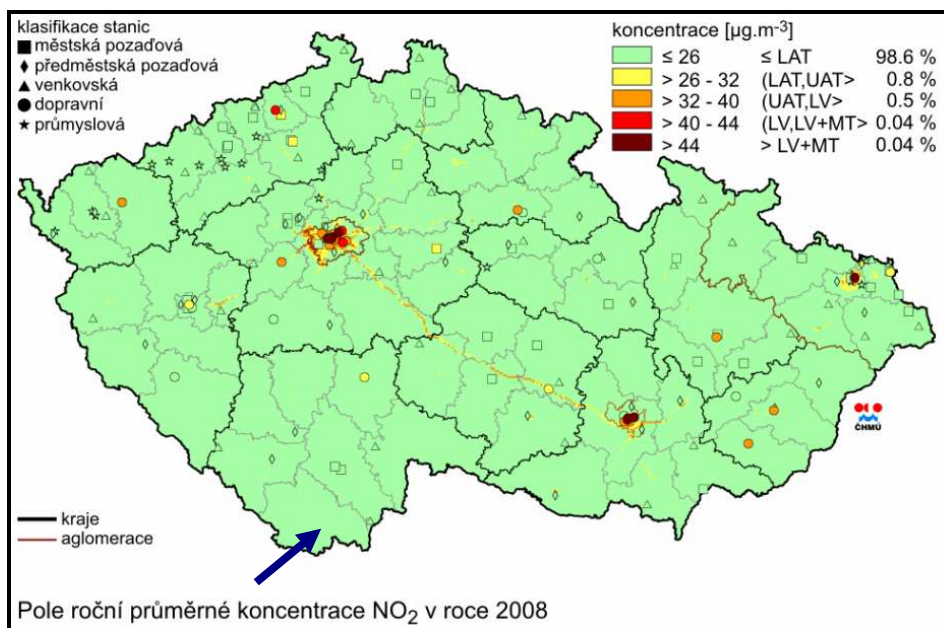 klasifikace stanic
městská pozaďová
předměstská pozaďová
venkovská
dopravní
průmyslová
koncentrace [µg.m-3]
≤ 26 ≤ LAT 98.6 %
> 26 - 32 (LAT,UAT> 0.8 %
> 32 - 40 (UAT,LV> 0.5 %
> 40 - 44 (LV,LV+MT> 0.04 %
> 44 > LV+MT 0.04 %
ČHMÚ
kraje
aglomerace
Pole roční průměrné koncentrace NO2 v roce 2008